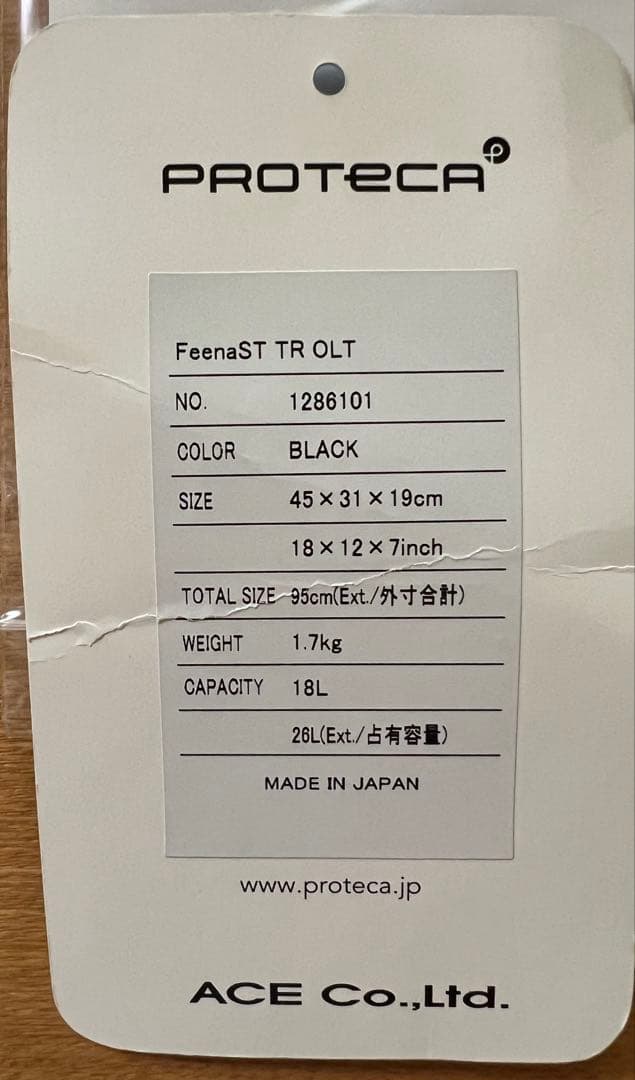 PROTECA
FeenaST TR OLT
NO. 1286101
COLOR BLACK
SIZE 45×31×19cm
18×12×7inch
TOTAL SIZE 95cm(Ext./外寸合計)
WEIGHT 1.7kg
CAPACITY 18L
26L(Ext./占有容量)
MADE IN JAPAN
www.proteca.jp
ACE Co.,Ltd.